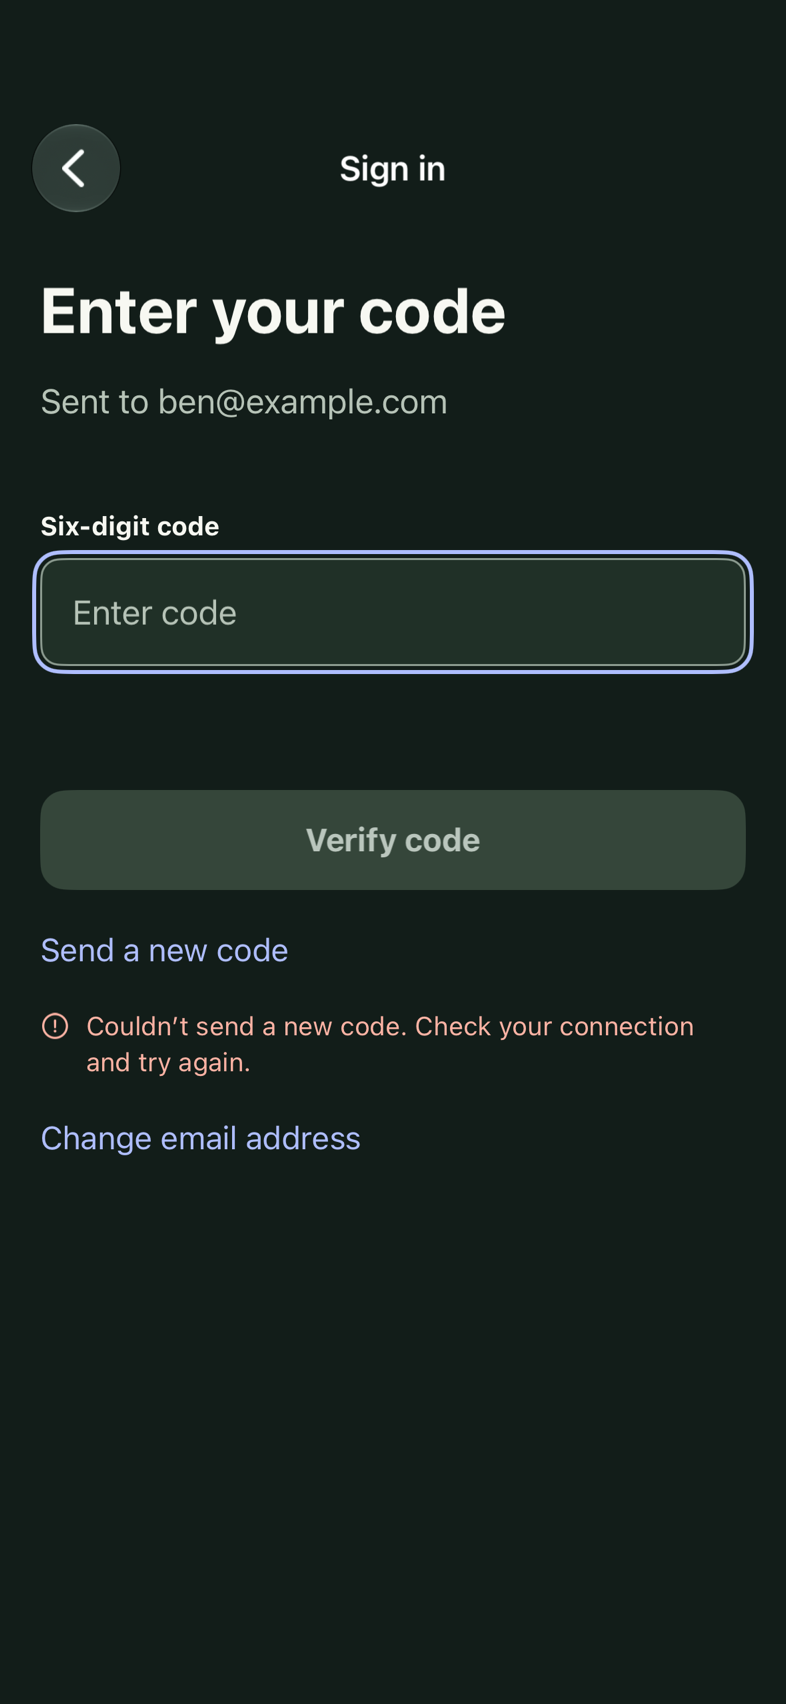 Sign in
Enter your code
Sent to ben@example.com
Six-digit code
Enter code
Verify code
Send a new code
Couldn’t send a new code. Check your connection
and try again.
Change email address